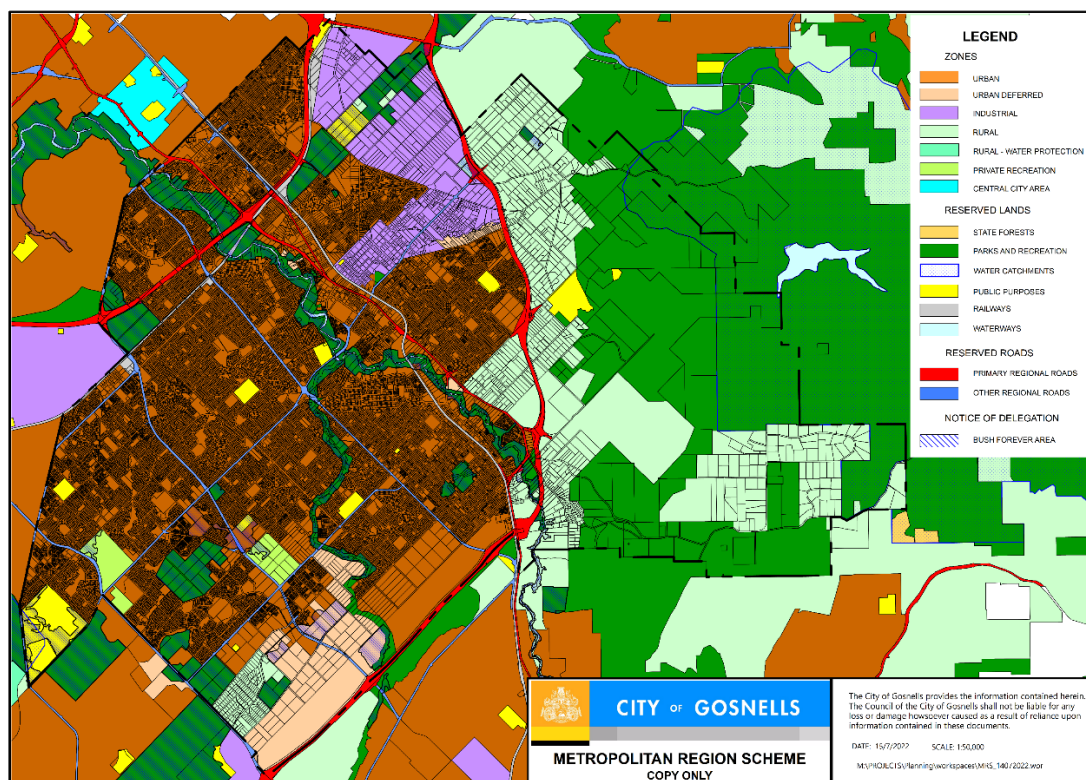 LEGEND
ZONES
URBAN
URBAN DEFERRED
INDUSTRIAL
RURAL
RURAL - WATER PROTECTION
PRIVATE RECREATION
CENTRAL CITY AREA
RESERVED LANDS
STATE FORESTS
PARKS AND RECREATION
WATER CATCHMENTS
PUBLIC PURPOSES
RAILWAYS
WATERWAYS
RESERVED ROADS
PRIMARY REGIONAL ROADS
OTHER REGIONAL ROADS
NOTICE OF DELEGATION
BUSH FOREVER AREA
CITY OF GOSNELLS
METROPOLITAN REGION SCHEME
COPY ONLY
The City of Gosnells provides the information contained herein.
The Council of the City of Gosnells shall not be liable for any
loss or damage howsoever caused as a result of reliance upon
information contained in these documents.
DATE: 15/7/2022 SCALE: 1:50,000
M:\PROJECTS\Planning\workspaces\MRS_14072022.wor